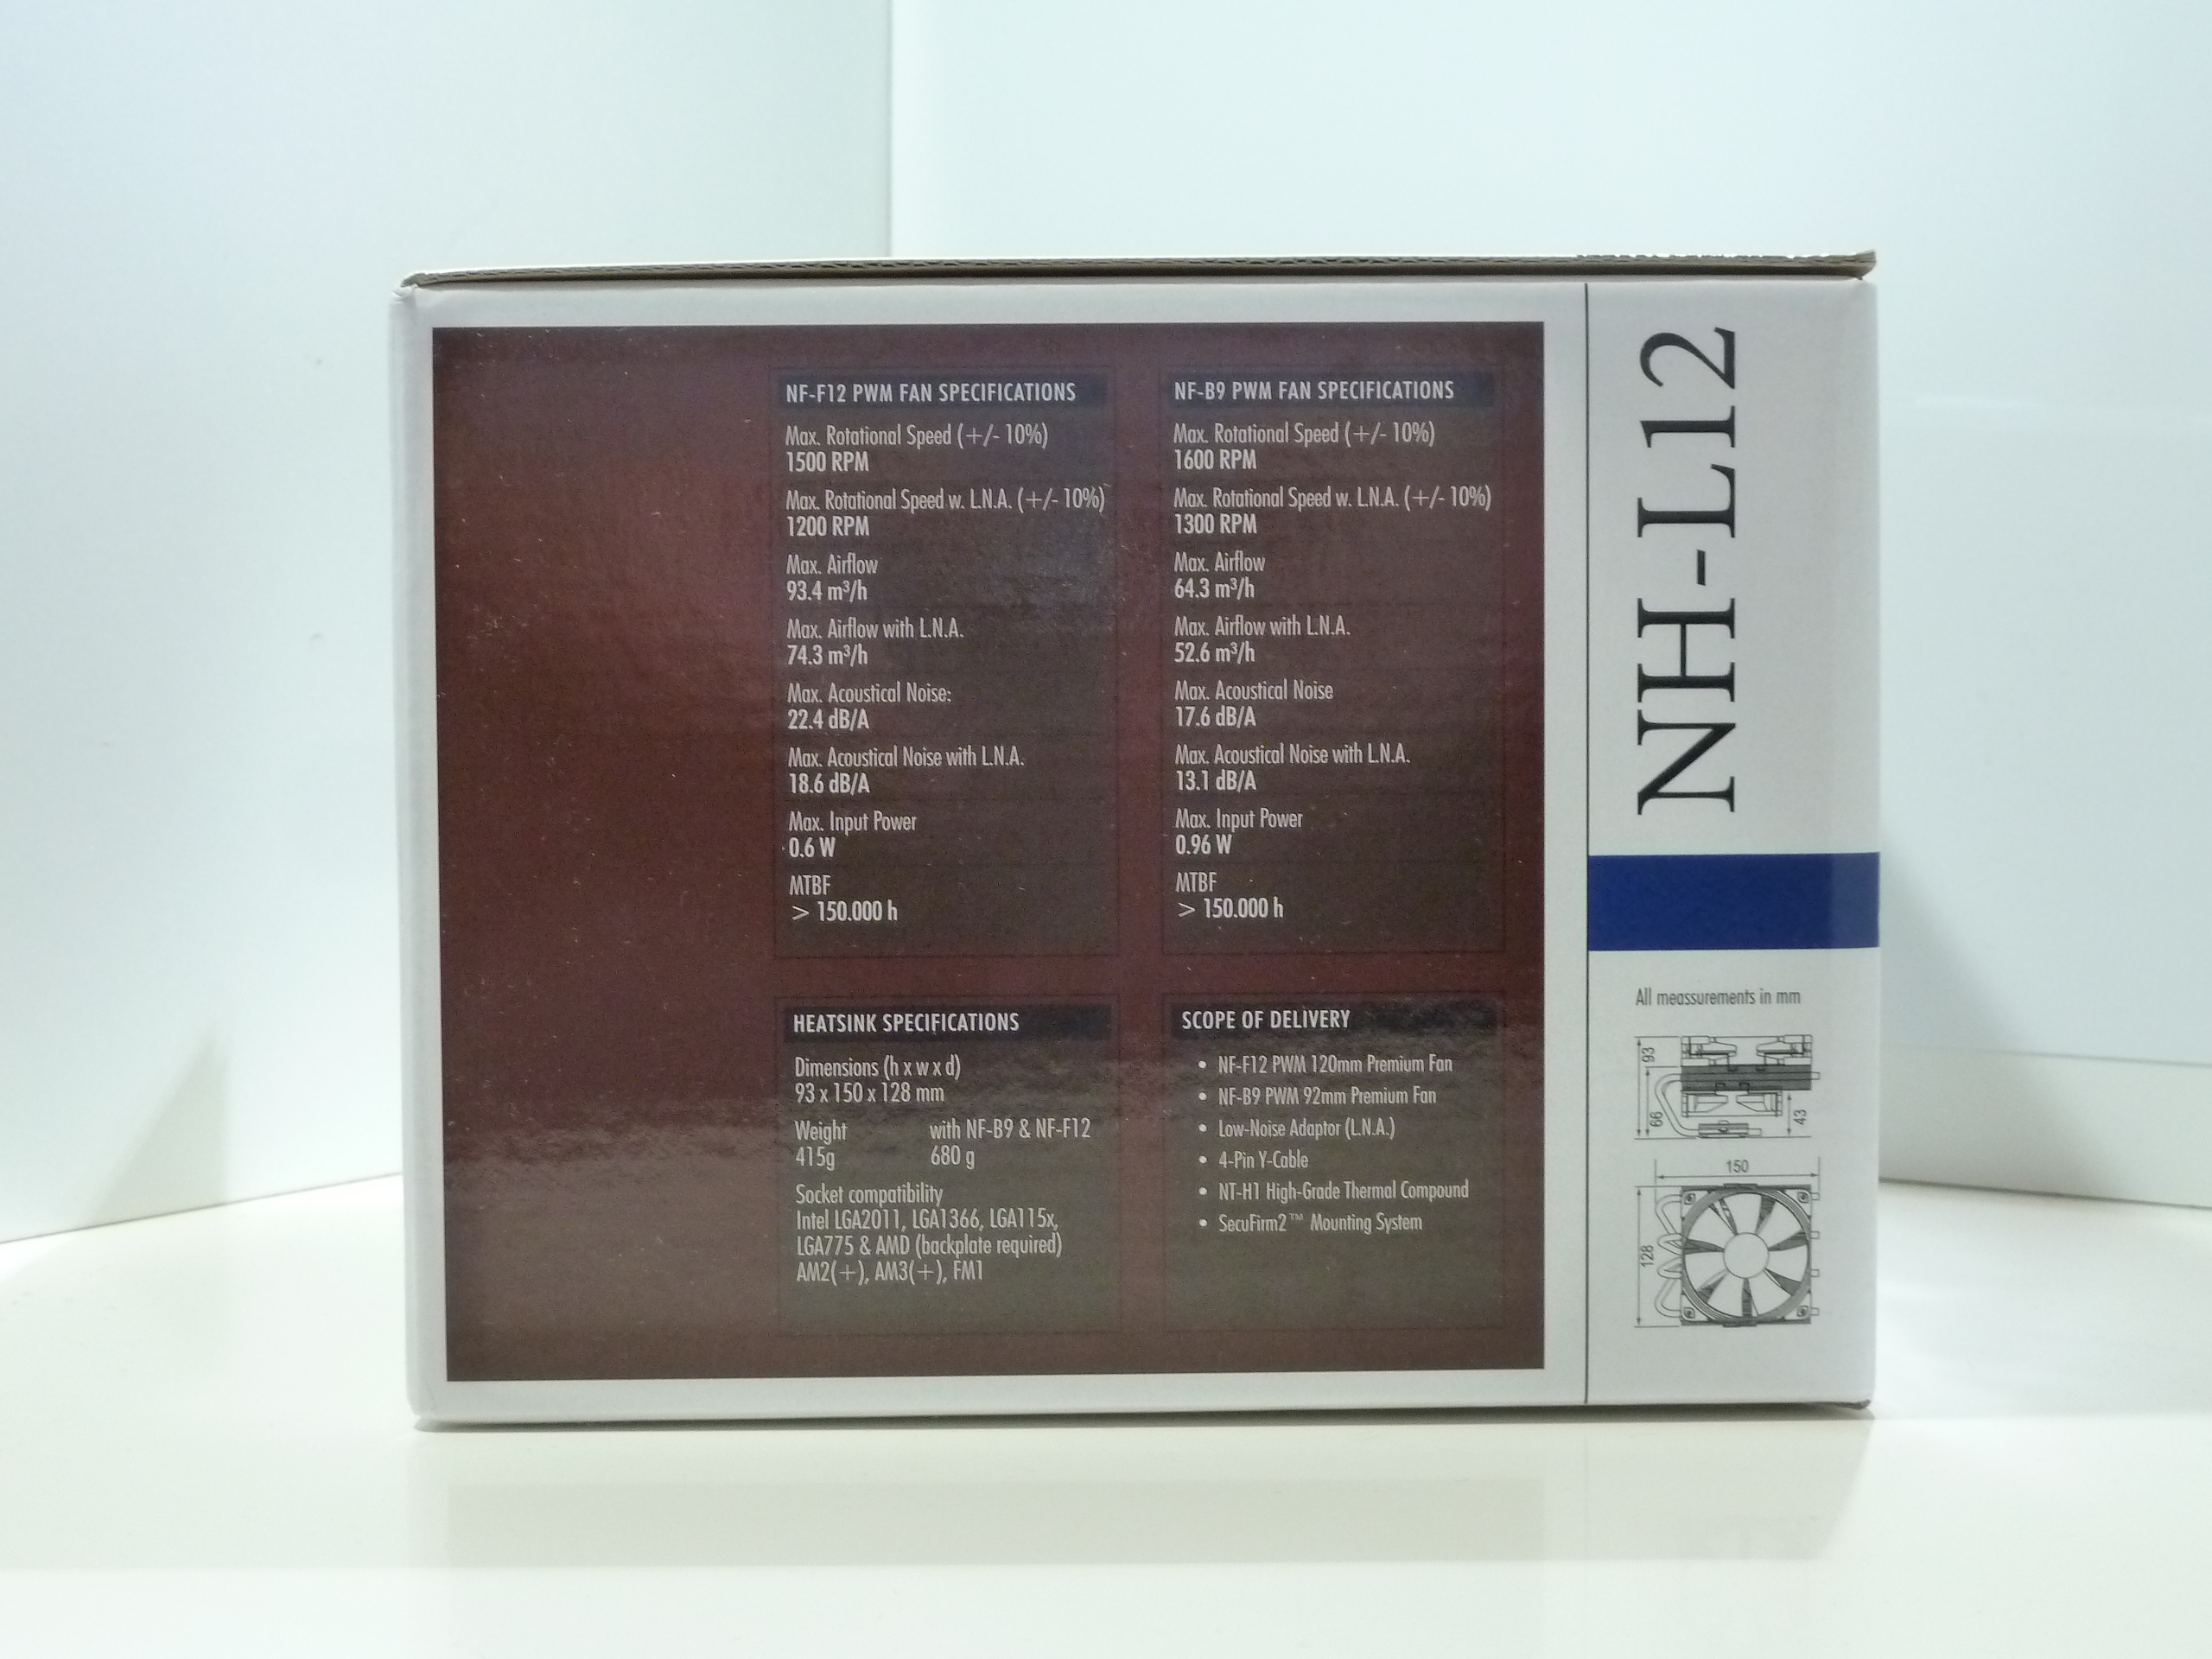 NF-F12 PWM FAN SPECIFICATIONS
Max. Rotational Speed (+/- 10%)
1500 RPM
Max. Rotational Speed w. L.N.A. (+/- 10%)
1200 RPM
Max. Airflow
93.4 m³/h
Max. Airflow with L.N.A.
74.3 m³/h
Max. Acoustical Noise:
22.4 dB/A
Max. Acoustical Noise with L.N.A.
18.6 dB/A
Max. Input Power
0.6 W
MTBF
> 150.000 h
NF-B9 PWM FAN SPECIFICATIONS
Max. Rotational Speed (+/- 10%)
1600 RPM
Max. Rotational Speed w. L.N.A. (+/- 10%)
1300 RPM
Max. Airflow
64.3 m³/h
Max. Airflow with L.N.A.
52.6 m³/h
Max. Acoustical Noise
17.6 dB/A
Max. Acoustical Noise with L.N.A.
13.1 dB/A
Max. Input Power
0.96 W
MTBF
> 150.000 h
HEATSINK SPECIFICATIONS
Dimensions (h x w x d)
93 x 150 x 128 mm
Weight with NF-B9 & NF-F12
415g 680 g
Socket compatibility
Intel LGA2011, LGA1366, LGA115x,
LGA775 & AMD (backplate required)
AM2(+), AM3(+), FM1
SCOPE OF DELIVERY
• NF-F12 PWM 120mm Premium Fan
• NF-B9 PWM 92mm Premium Fan
• Low-Noise Adaptor (L.N.A.)
• 4-Pin Y-Cable
• NT-H1 High-Grade Thermal Compound
• SecuFirm2™ Mounting System
NH-L12
All meassurements in mm
93
66
43
150
128